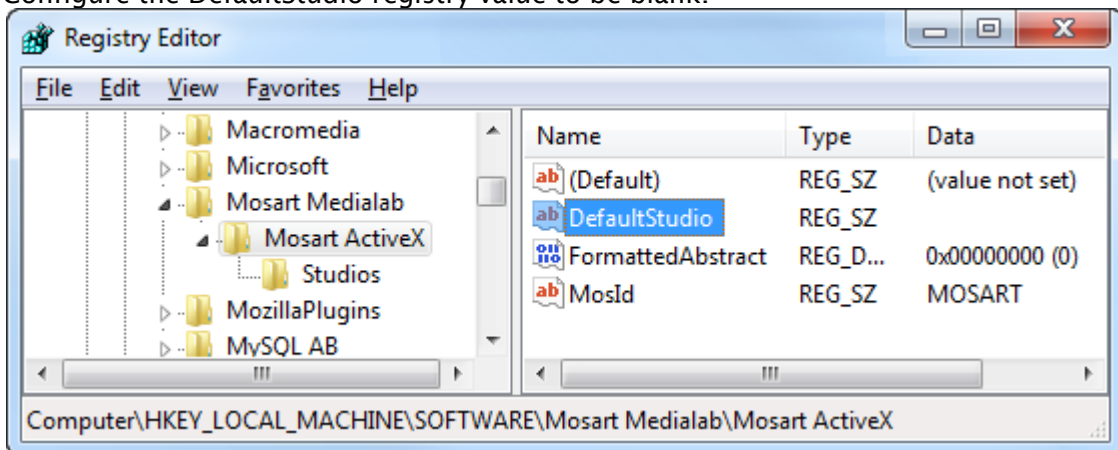 Configure the DefaultStudio registry value to be blank.
Registry Editor
File Edit View Favorites Help
Macromedia
Microsoft
Mosart Medialab
Mosart ActiveX
Studios
MozillaPlugins
MySQL AB
Name Type Data
(Default) REG_SZ (value not set)
DefaultStudio REG_SZ
FormattedAbstract REG_D... 0x00000000 (0)
MosId REG_SZ MOSART
Computer\HKEY_LOCAL_MACHINE\SOFTWARE\Mosart Medialab\Mosart ActiveX